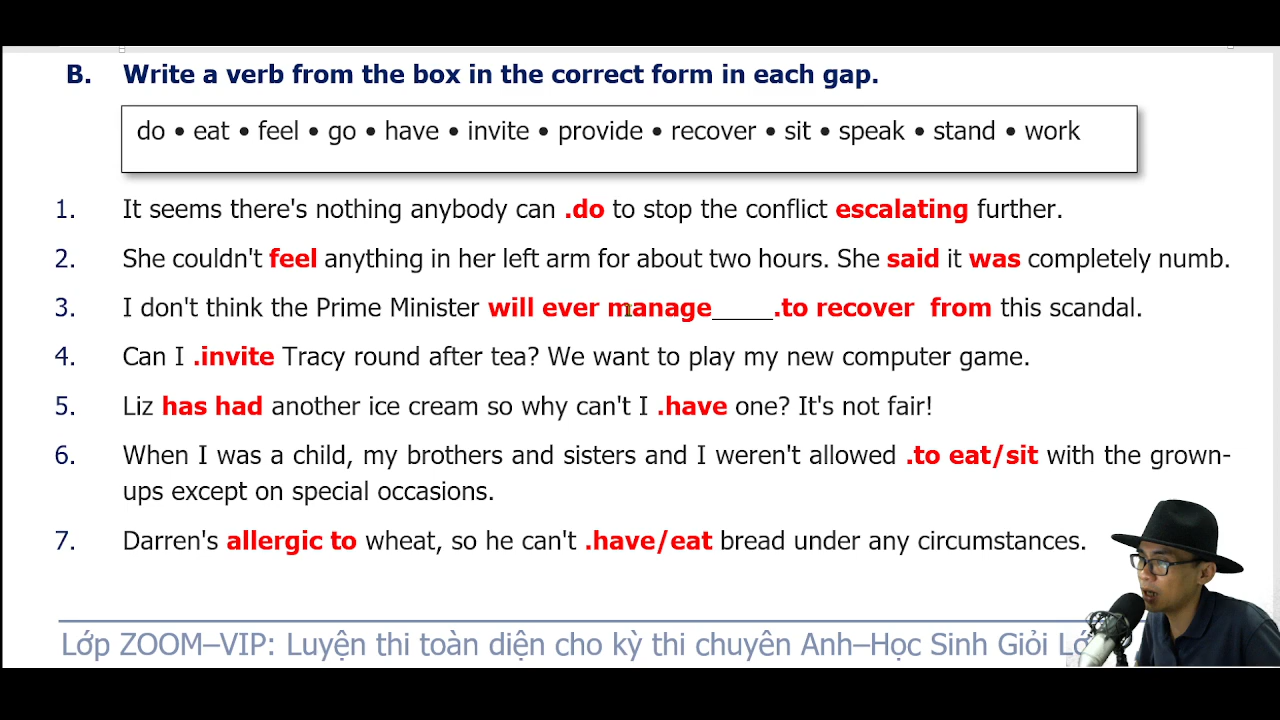 B. Write a verb from the box in the correct form in each gap.
do • eat • feel • go • have • invite • provide • recover • sit • speak • stand • work
1. It seems there's nothing anybody can .do to stop the conflict escalating further.
2. She couldn't feel anything in her left arm for about two hours. She said it was completely numb.
3. I don't think the Prime Minister will ever manage_____.to recover from this scandal.
4. Can I .invite Tracy round after tea? We want to play my new computer game.
5. Liz has had another ice cream so why can't I .have one? It's not fair!
6. When I was a child, my brothers and sisters and I weren't allowed .to eat/sit with the grown-
ups except on special occasions.
7. Darren's allergic to wheat, so he can't .have/eat bread under any circumstances.
Lớp ZOOM–VIP: Luyện thi toàn diện cho kỳ thi chuyên Anh–Học Sinh Giỏi